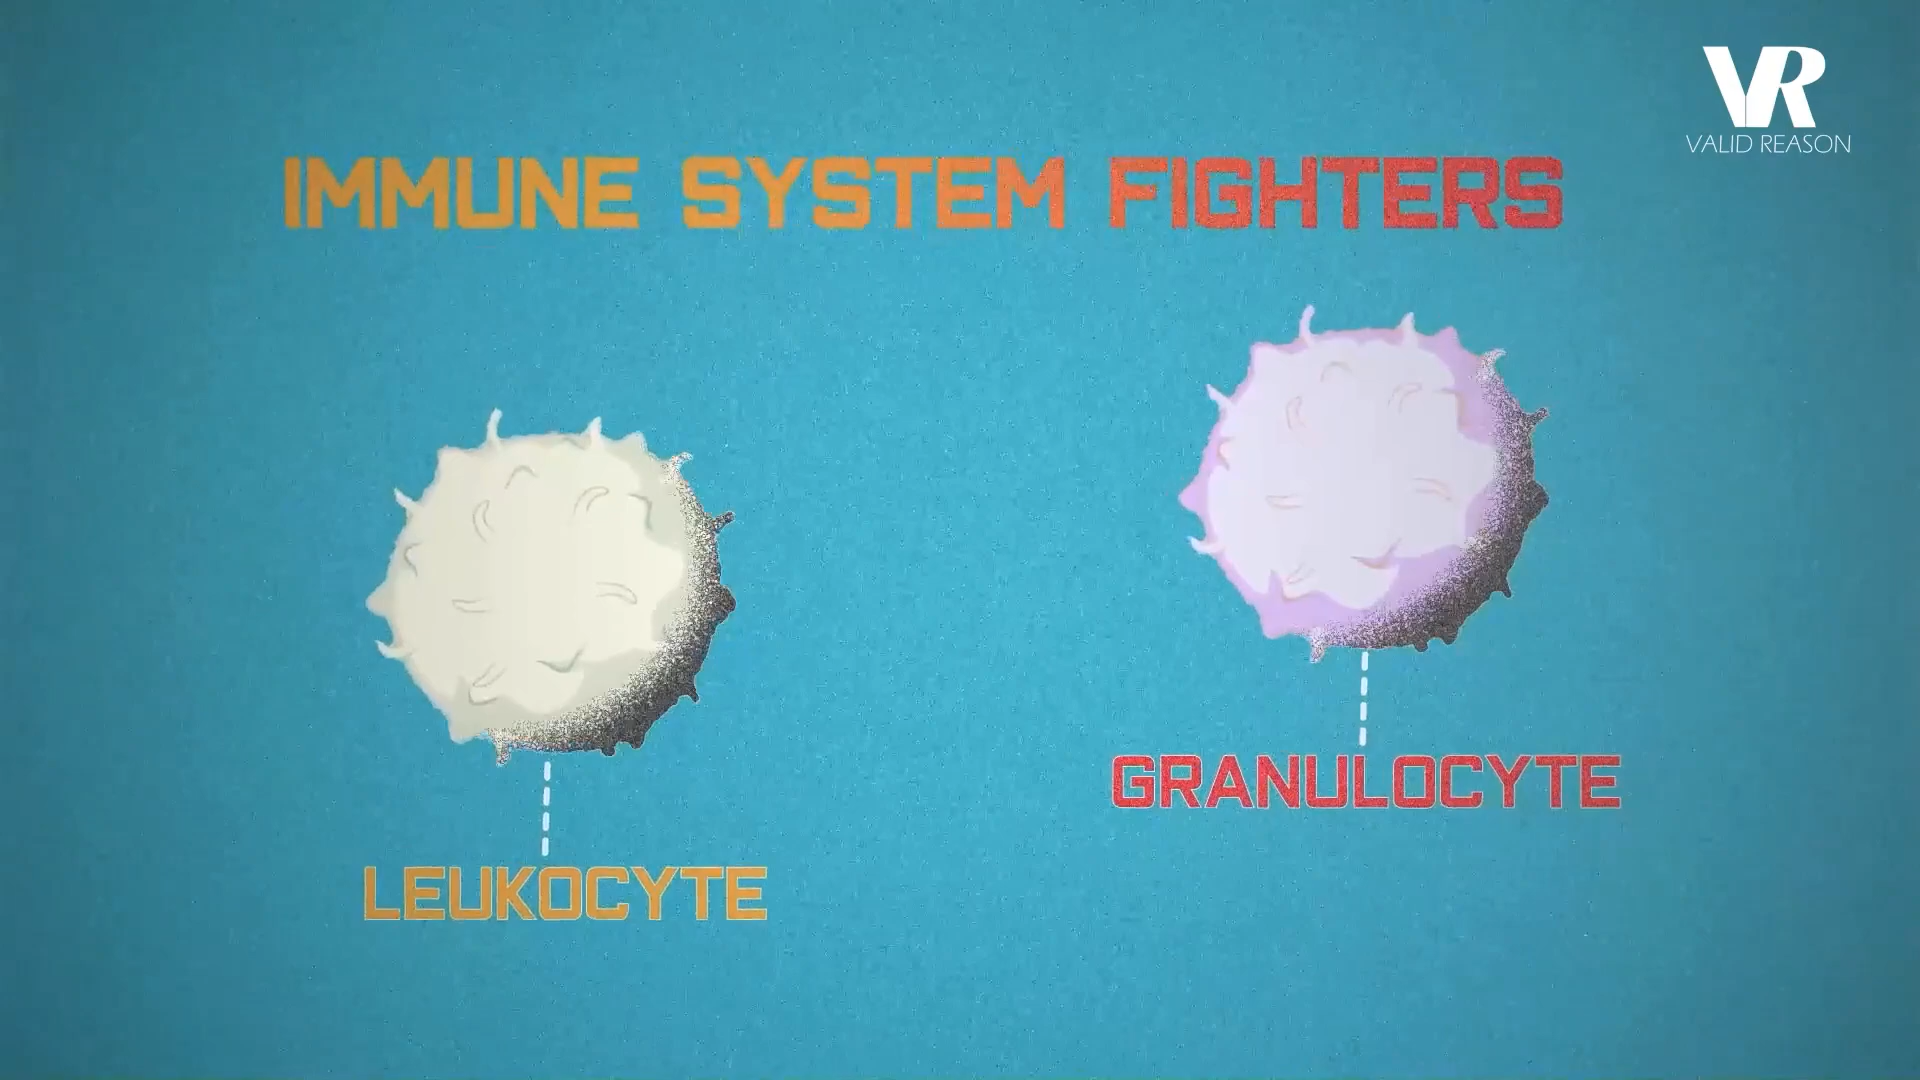 VR
VALID REASON
IMMUNE SYSTEM FIGHTERS
GRANULOCYTE
LEUKOCYTE